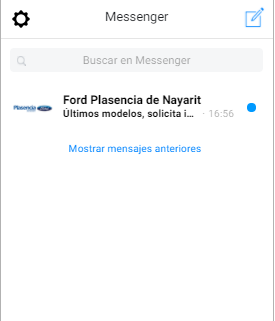 Messenger
Buscar en Messenger
Ford Plasencia de Nayarit
Plasencia Ford
Últimos modelos, solicita i... · 16:56
Mostrar mensajes anteriores